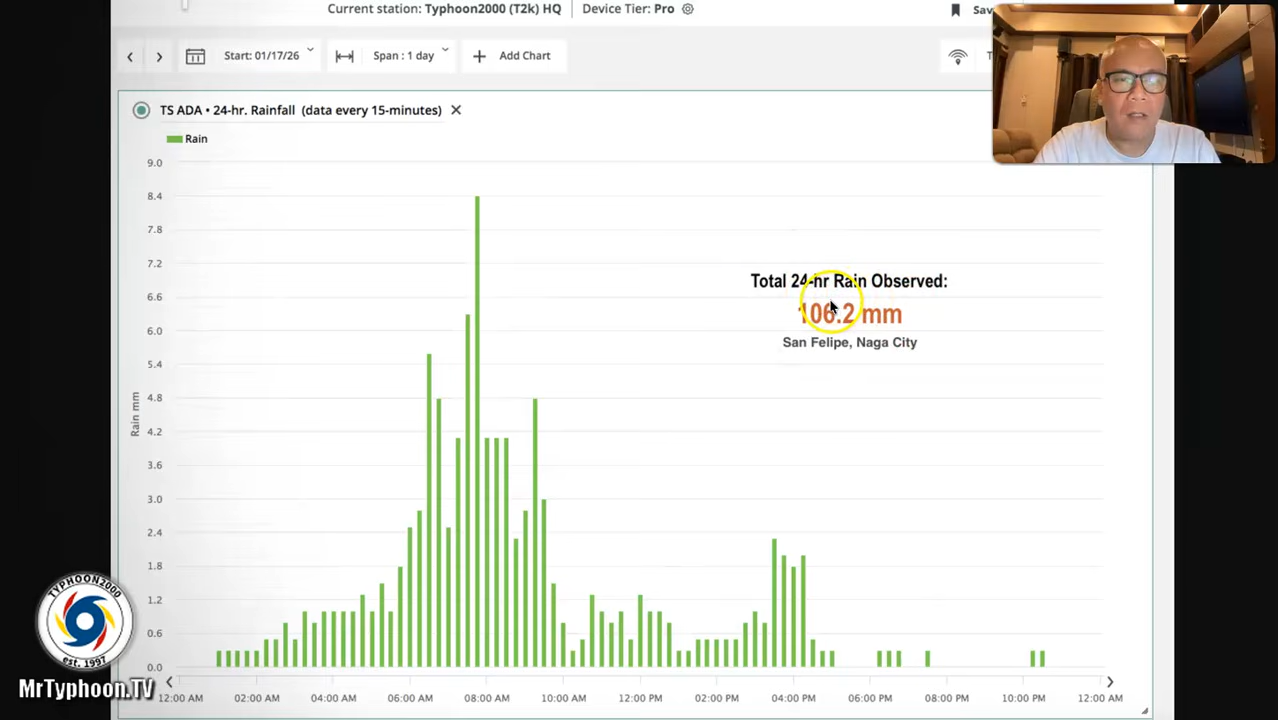 Current station: Typhoon2000 (T2k) HQ
Device Tier: Pro
Sav
Start: 01/17/26
Span : 1 day
Add Chart
TS ADA • 24-hr. Rainfall (data every 15-minutes)
Rain
9.0
8.4
7.8
7.2
6.6
6.0
5.4
4.8
4.2
3.6
3.0
2.4
1.8
1.2
0.6
0.0
Rain mm
Total 24-hr Rain Observed:
106.2 mm
San Felipe, Naga City
12:00 AM 02:00 AM 04:00 AM 06:00 AM 08:00 AM 10:00 AM 12:00 PM 02:00 PM 04:00 PM 06:00 PM 08:00 PM 10:00 PM 12:00 AM
TYPHOON2000
est. 1997
MrTyphoon.TV